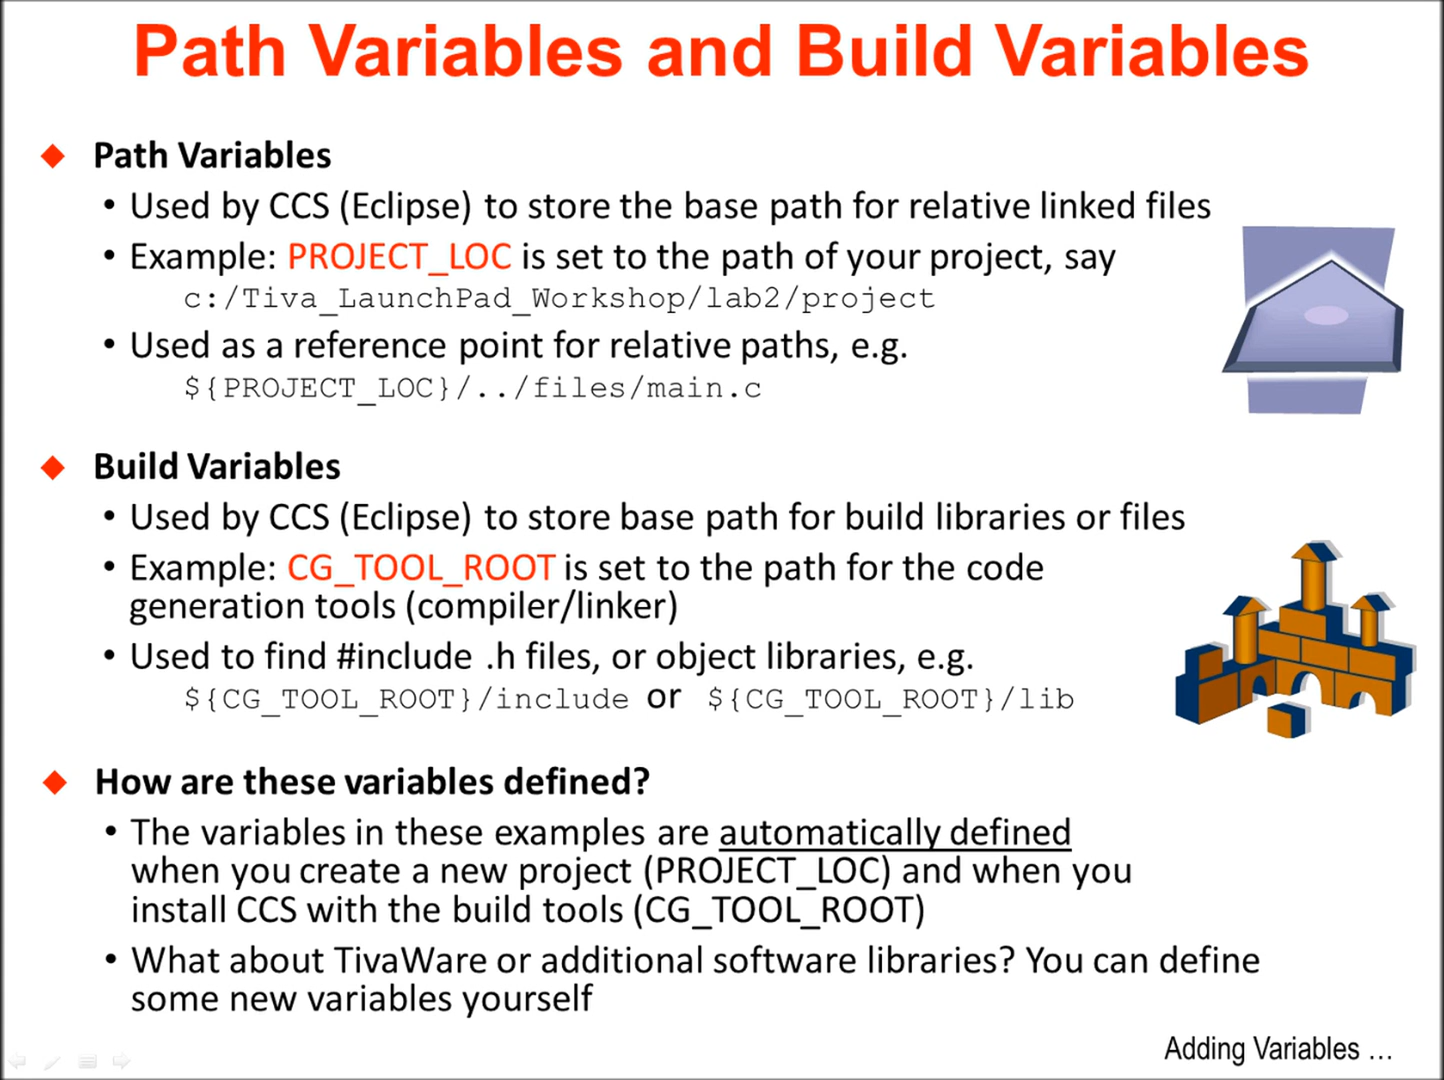 Path Variables and Build Variables
Path Variables
• Used by CCS (Eclipse) to store the base path for relative linked files
• Example: PROJECT_LOC is set to the path of your project, say
c:/Tiva_LaunchPad_Workshop/lab2/project
• Used as a reference point for relative paths, e.g.
${PROJECT_LOC}/../files/main.c
Build Variables
• Used by CCS (Eclipse) to store base path for build libraries or files
• Example: CG_TOOL_ROOT is set to the path for the code
generation tools (compiler/linker)
• Used to find #include .h files, or object libraries, e.g.
${CG_TOOL_ROOT}/include or ${CG_TOOL_ROOT}/lib
How are these variables defined?
• The variables in these examples are automatically defined
when you create a new project (PROJECT_LOC) and when you
install CCS with the build tools (CG_TOOL_ROOT)
• What about TivaWare or additional software libraries? You can define
some new variables yourself
Adding Variables ...